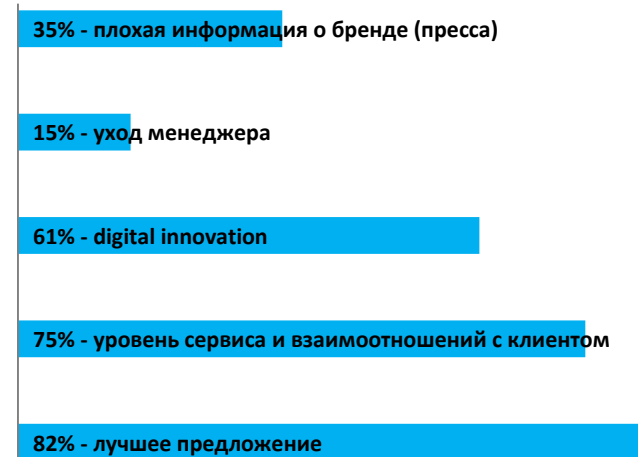 35% - плохая информация о бренде (пресса)
15% - уход менеджера
61% - digital innovation
75% - уровень сервиса и взаимоотношений с клиентом
82% - лучшее предложение